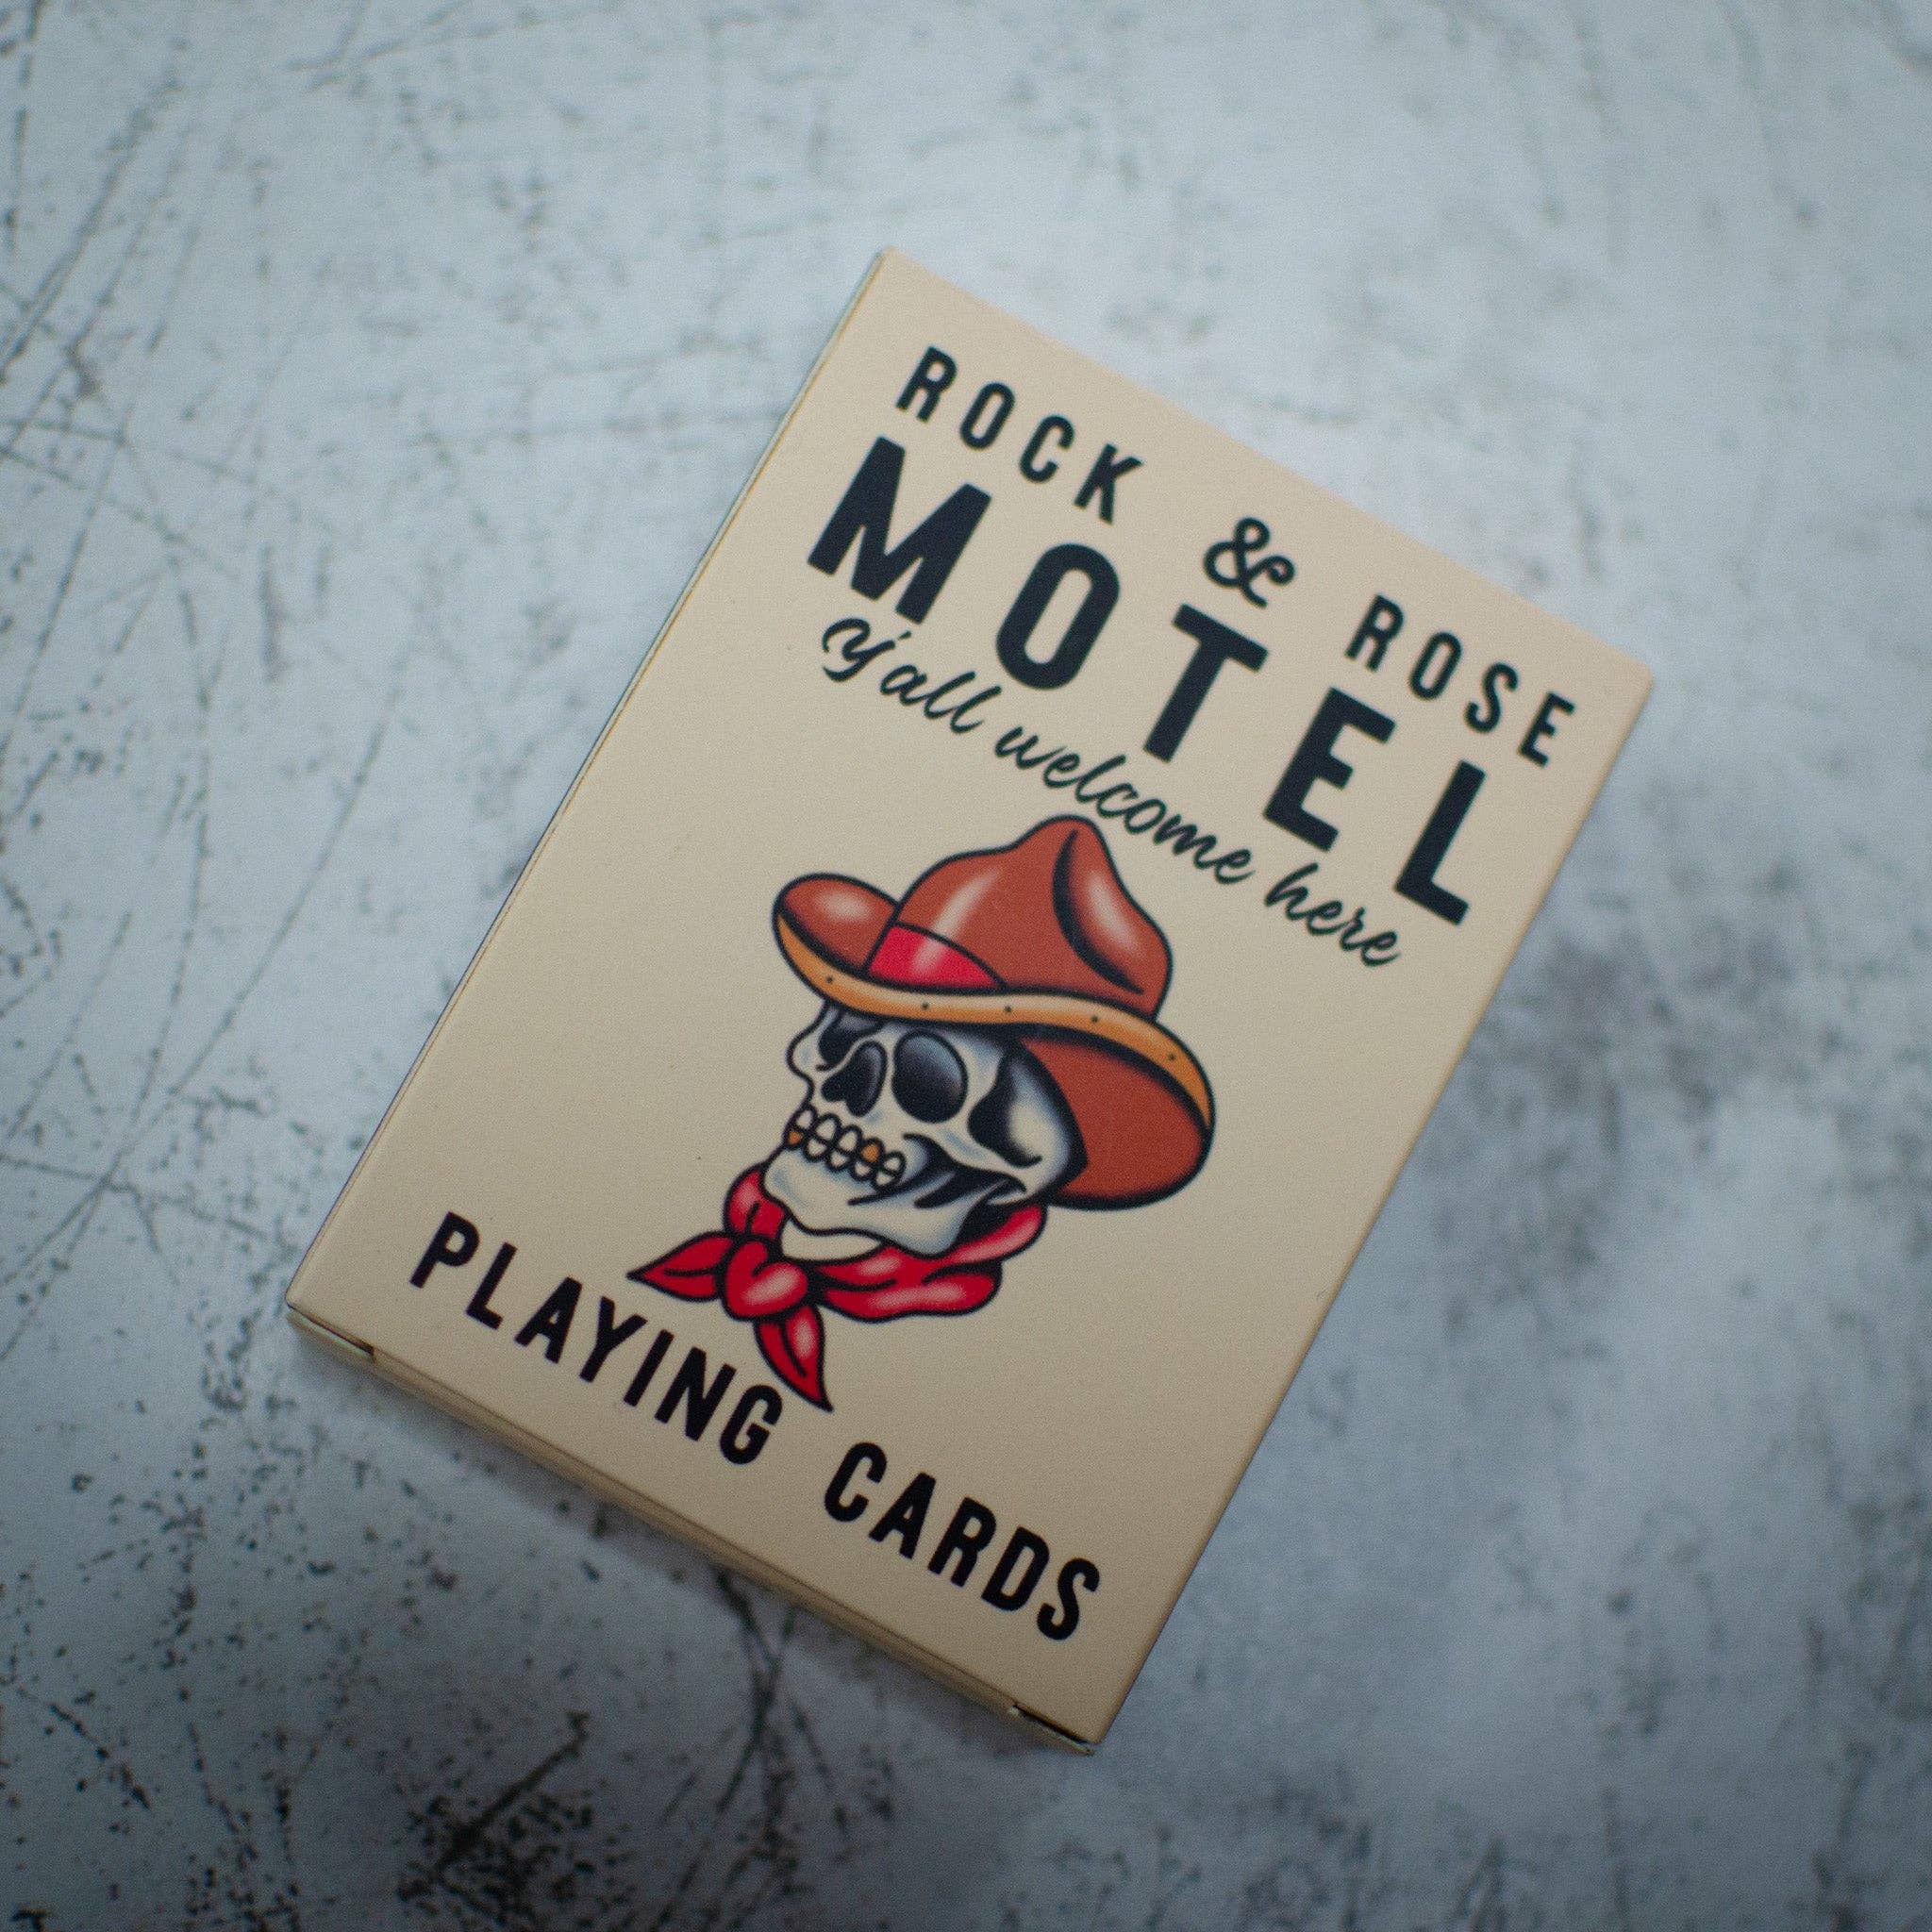 ROCK & ROSE
MOTEL
y'all welcome here
PLAYING CARDS